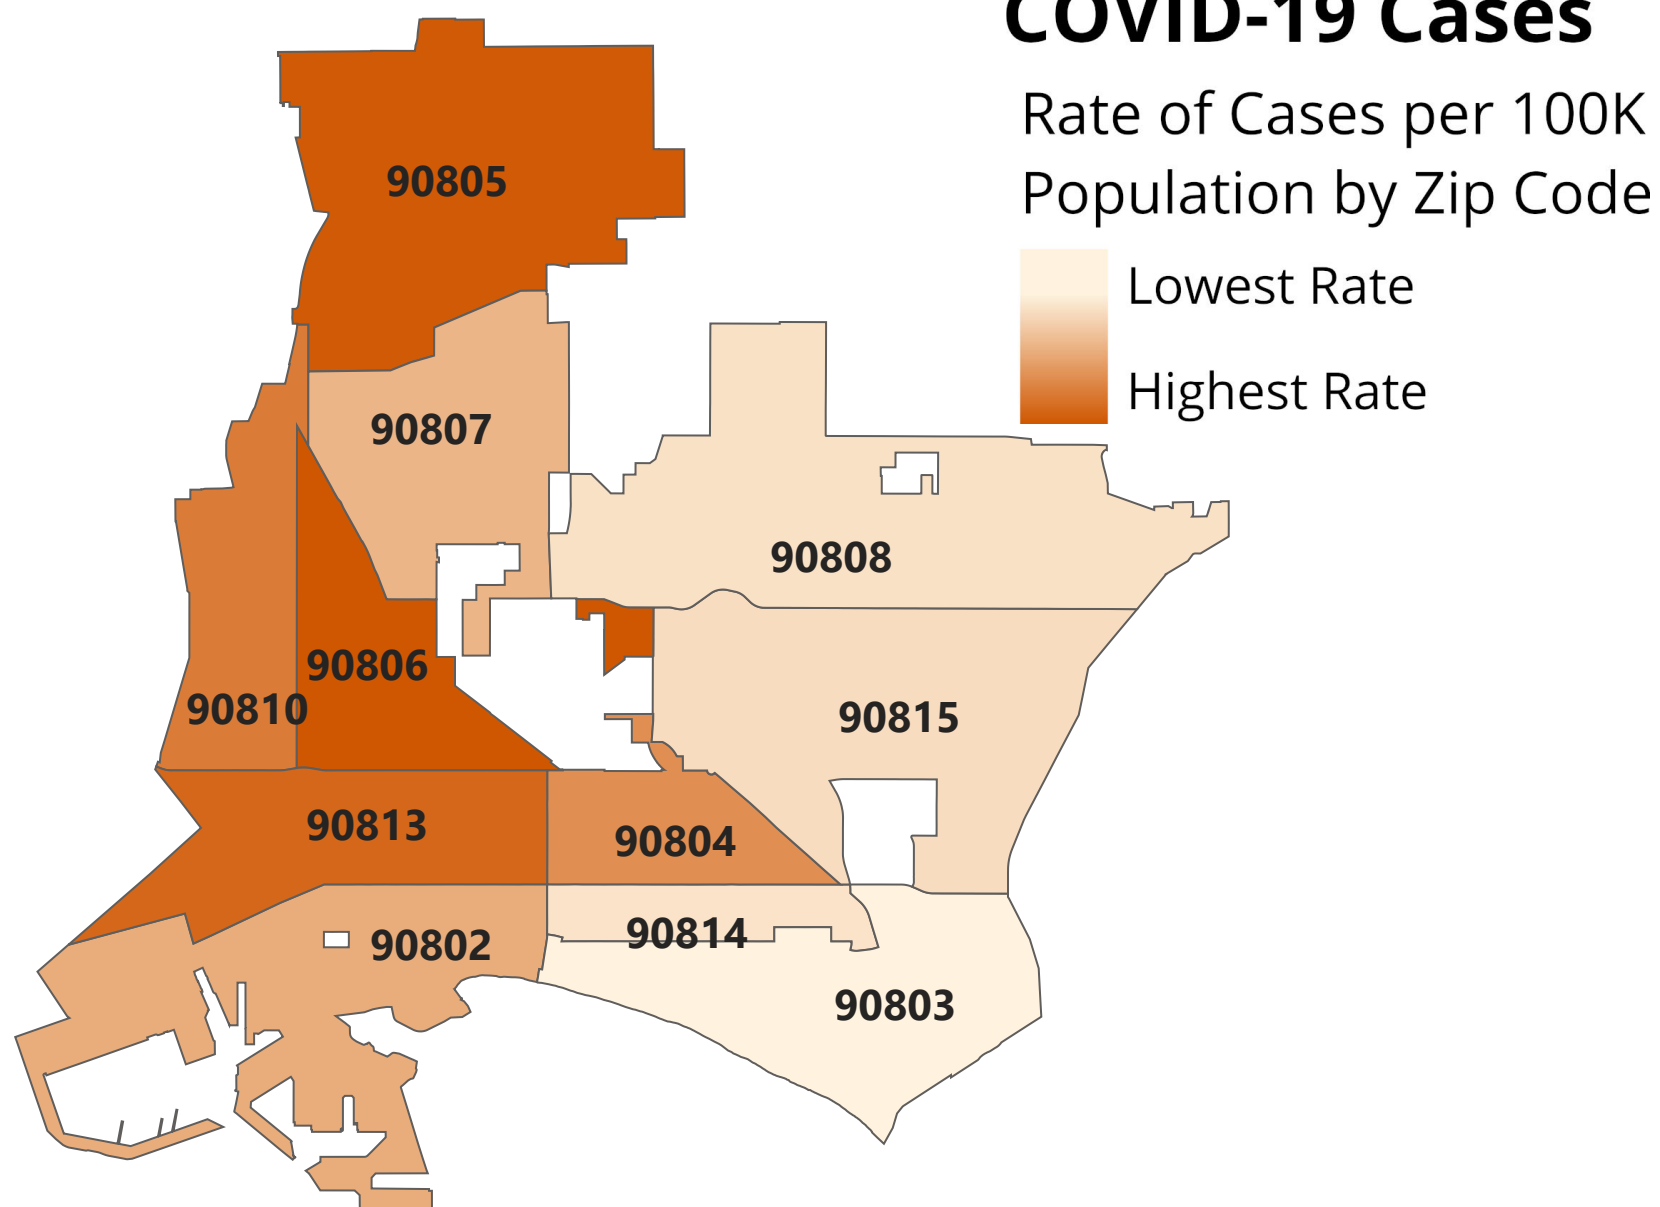 COVID-19 Cases
Rate of Cases per 100K
Population by Zip Code
Lowest Rate
Highest Rate
90805
90807
90808
90806
90810
90815
90813
90804
90814
90802
90803